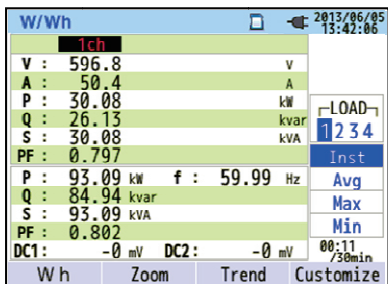 W/Wh 2013/06/05 13:42:06
1ch
V : 596.8 V
A : 50.4 A
P : 30.08 kW
Q : 26.13 kvar
S : 30.08 kVA
PF : 0.797
LOAD
1 2 3 4
Inst
Avg
Max
Min
P : 93.09 kW f : 59.99 Hz
Q : 84.94 kvar
S : 93.09 kVA
PF : 0.802
DC1: -0 mV DC2: -0 mV
00:11 /30min
Wh Zoom Trend Customize